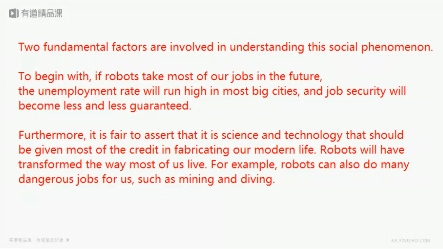 有道精品课
Two fundamental factors are involved in understanding this social phenomenon.
To begin with, if robots take most of our jobs in the future,
the unemployment rate will run high in most big cities, and job security will
become less and less guaranteed.
Furthermore, it is fair to assert that it is science and technology that should
be given most of the credit in fabricating our modern life. Robots will have
transformed the way most of us live. For example, robots can also do many
dangerous jobs for us, such as mining and diving.